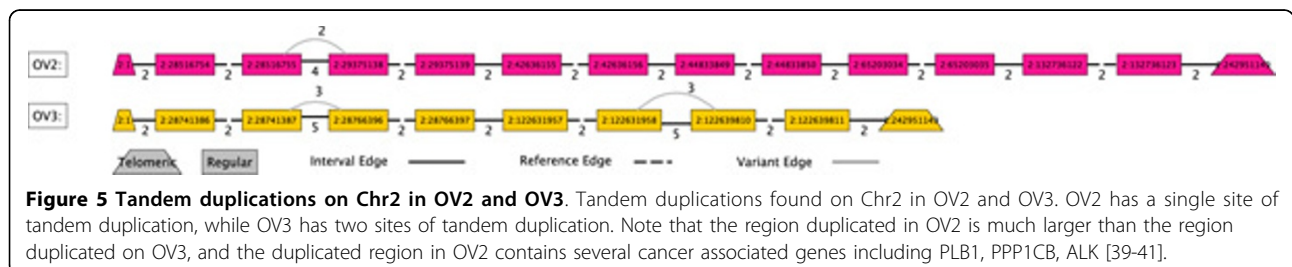 2
OV2: 2:1 2:28516754 2:28516755 2:29375138 2:29375139 2:42636155 2:42636156 2:44833849 2:44833850 2:65203034 2:65203035 2:132736122 2:132736123
2 2 4 2 2 2 2 2 2 2 2 2 2
3 3
OV3: 2:1 2:28741386 2:28741387 2:28766396 2:28766397 2:122631957 2:122631958 2:122639810 2:122639811
2 2 5 2 2 2 5 2 2
Telomeric Regular Interval Edge Reference Edge Variant Edge
Figure 5 Tandem duplications on Chr2 in OV2 and OV3. Tandem duplications found on Chr2 in OV2 and OV3. OV2 has a single site of
tandem duplication, while OV3 has two sites of tandem duplication. Note that the region duplicated in OV2 is much larger than the region
duplicated on OV3, and the duplicated region in OV2 contains several cancer associated genes including PLB1, PPP1CB, ALK [39-41].